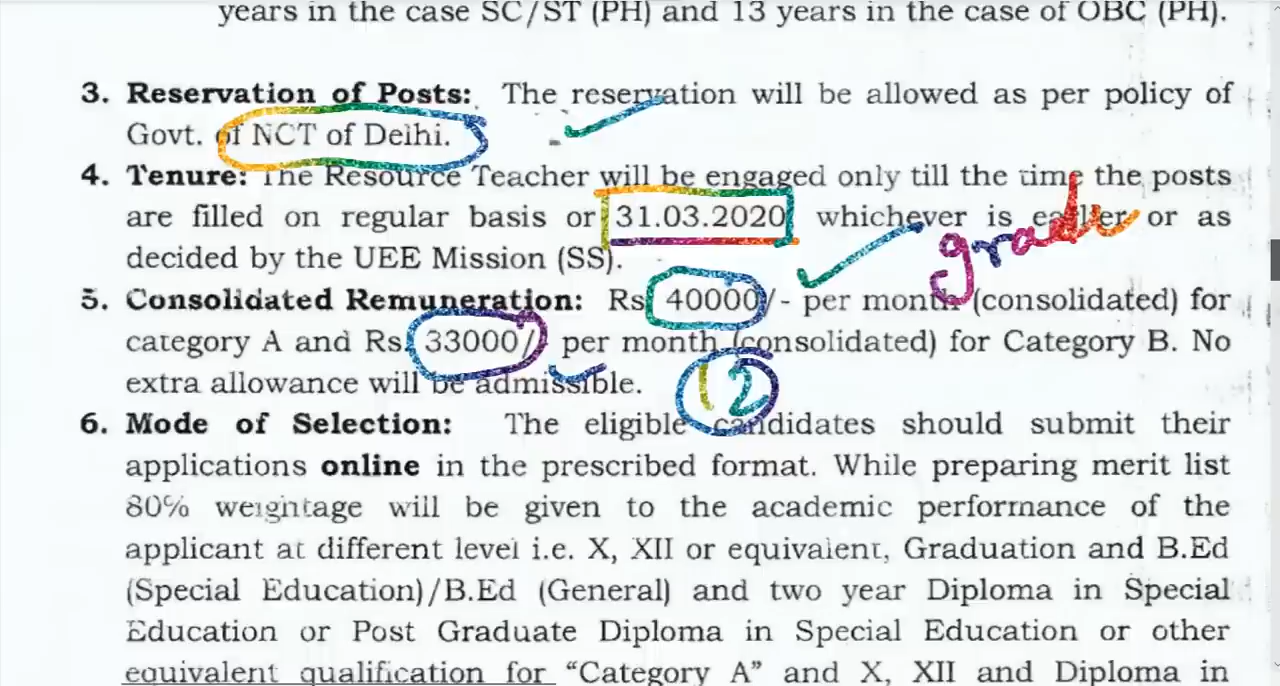 years in the case SC/ST (PH) and 13 years in the case of OBC (PH).
3. Reservation of Posts: The reservation will be allowed as per policy of
Govt. of NCT of Delhi.
4. Tenure: The Resource Teacher will be engaged only till the time the posts
are filled on regular basis or 31.03.2020 whichever is earlier or as
grade
decided by the UEE Mission (SS).
5. Consolidated Remuneration: Rs 40000/- per month (consolidated) for
category A and Rs 33000/ per month (consolidated) for Category B. No
extra allowance will be admissible.
12
6. Mode of Selection: The eligible candidates should submit their
applications online in the prescribed format. While preparing merit list
80% weightage will be given to the academic performance of the
applicant at different level i.e. X, XII or equivalent, Graduation and B.Ed
(Special Education)/B.Ed (General) and two year Diploma in Special
Education or Post Graduate Diploma in Special Education or other
equivalent qualification for “Category A” and X, XII and Diploma in